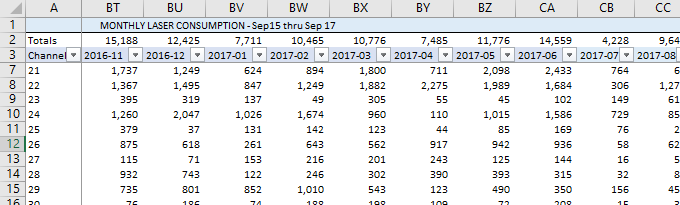 A BT BU BV BW BX BY BZ CA CB CC
1 MONTHLY LASER CONSUMPTION - Sep15 thru Sep 17
2 Totals 15,188 12,425 7,711 10,465 10,776 7,485 11,776 14,559 4,228 9,64
3 Channel 2016-11 2016-12 2017-01 2017-02 2017-03 2017-04 2017-05 2017-06 2017-07 2017-08
7 21 1,737 1,249 624 894 1,800 711 2,098 2,433 764 6
8 22 1,367 1,495 847 1,249 1,882 2,275 1,989 1,684 306 1,27
9 23 395 319 137 49 305 55 45 102 149 61
10 24 1,260 2,047 1,026 1,674 960 110 1,015 1,586 729 85
11 25 379 37 131 142 123 44 85 169 76 2
12 26 875 618 261 643 562 917 942 936 58 62
13 27 115 71 153 216 201 243 125 144 16 5
14 28 932 743 122 246 302 390 393 315 32 8
15 29 735 801 852 1,010 543 123 490 350 156 45
16 30 76 186 74 188 198 109 72 208 15